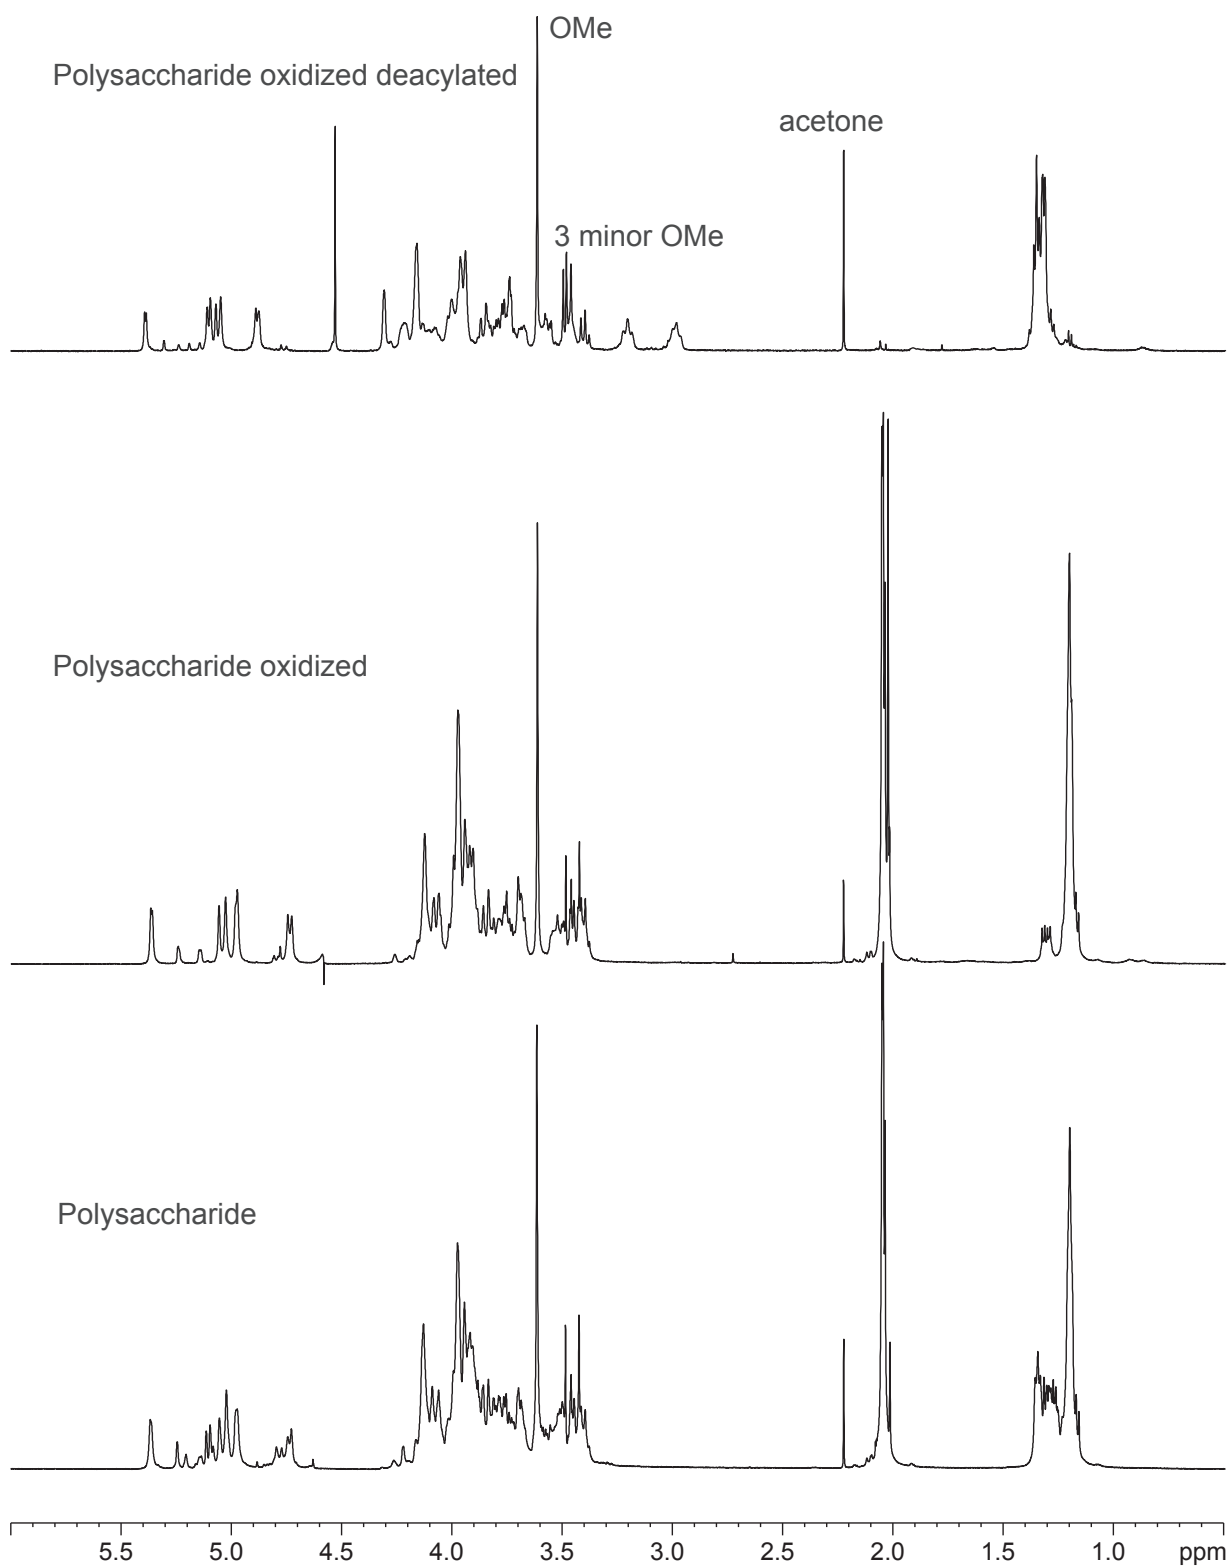 OMe
Polysaccharide oxidized deacylated
acetone
3 minor OMe
Polysaccharide oxidized
Polysaccharide
5.5 5.0 4.5 4.0 3.5 3.0 2.5 2.0 1.5 1.0 ppm